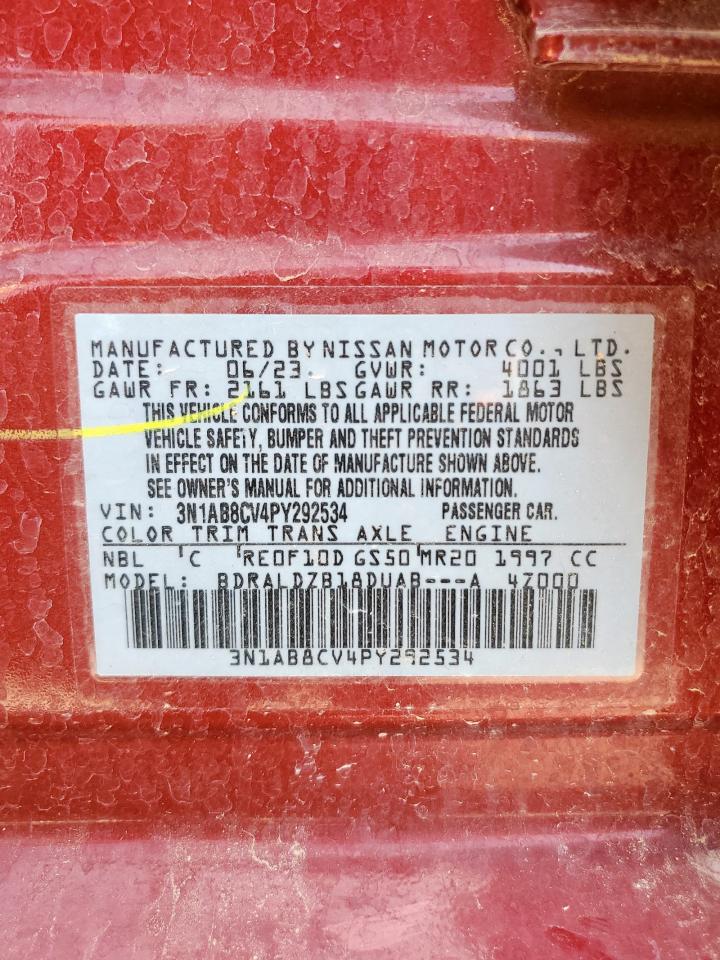 MANUFACTURED BY NISSAN MOTOR CO., LTD.
DATE: 06/23 GVWR: 4001 LBS
GAWR FR: 2161 LBS GAWR RR: 1863 LBS
THIS VEHICLE CONFORMS TO ALL APPLICABLE FEDERAL MOTOR
VEHICLE SAFETY, BUMPER AND THEFT PREVENTION STANDARDS
IN EFFECT ON THE DATE OF MANUFACTURE SHOWN ABOVE.
SEE OWNER'S MANUAL FOR ADDITIONAL INFORMATION.
VIN: 3N1AB8CV4PY292534 PASSENGER CAR.
COLOR TRIM TRANS AXLE ENGINE
NBL 'C 'RE0F10D GS50'MR20 1997 CC
MODEL: BDRALDZB18DUAB---A 4Z000
3N1AB8CV4PY292534